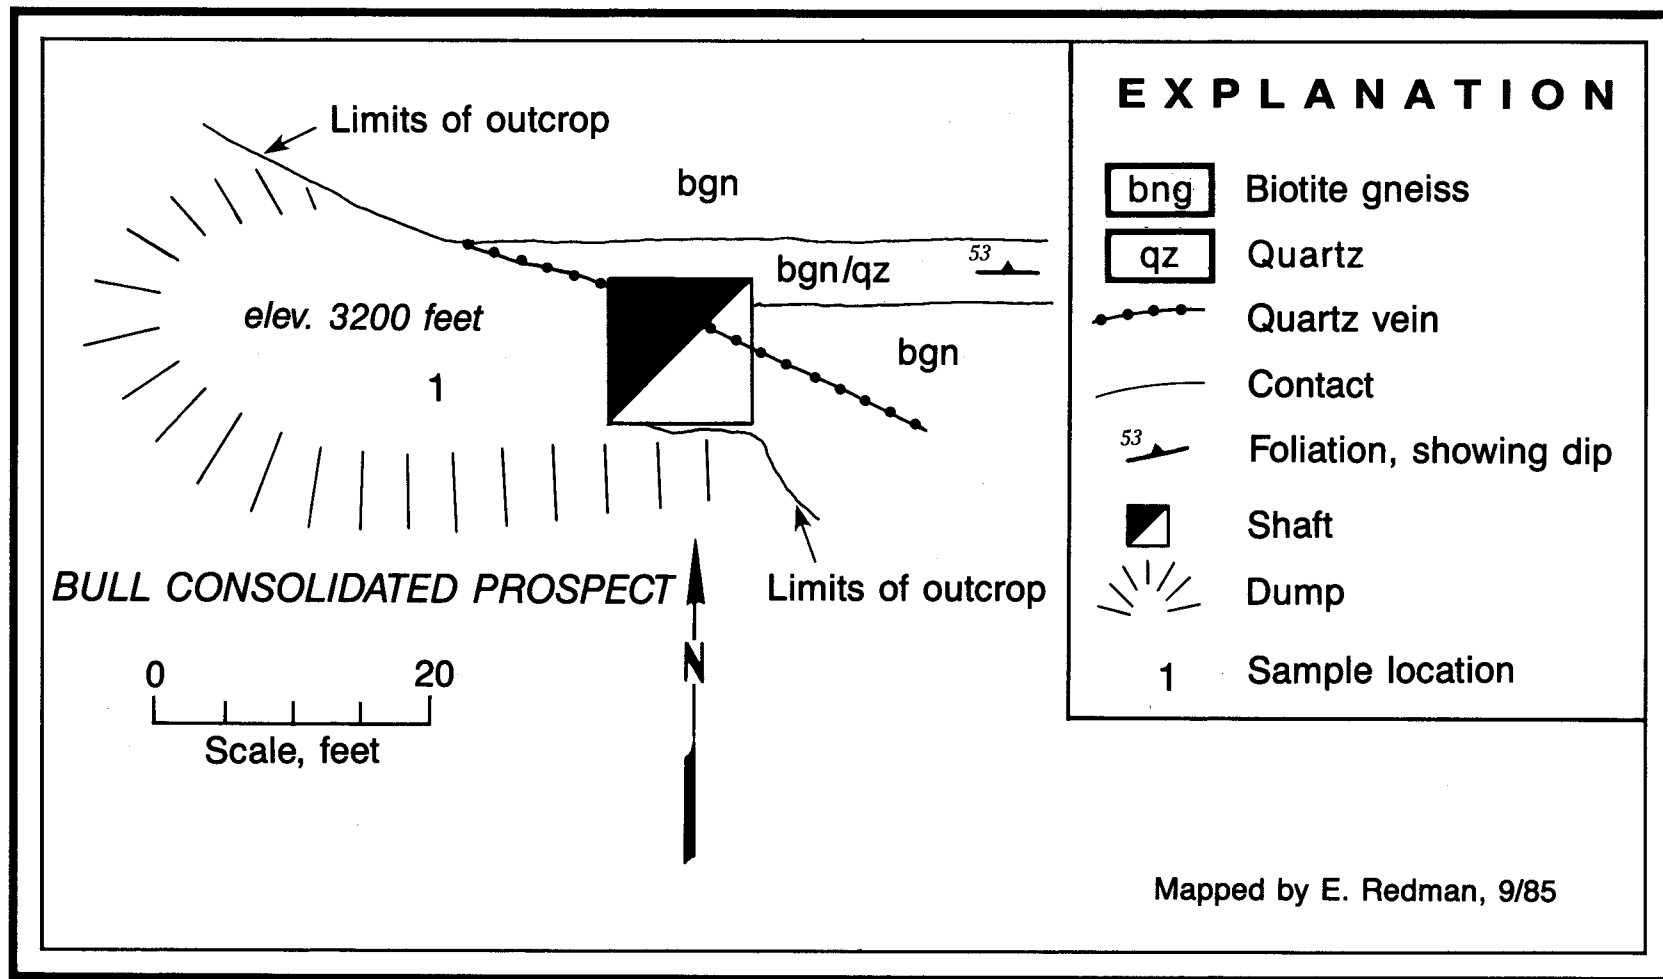 Limits of outcrop
bgn
53
bgn/qz
elev. 3200 feet
bgn
1
BULL CONSOLIDATED PROSPECT
Limits of outcrop
N
0 20
Scale, feet
EXPLANATION
bng Biotite gneiss
qz Quartz
Quartz vein
Contact
53 Foliation, showing dip
Shaft
Dump
1 Sample location
Mapped by E. Redman, 9/85